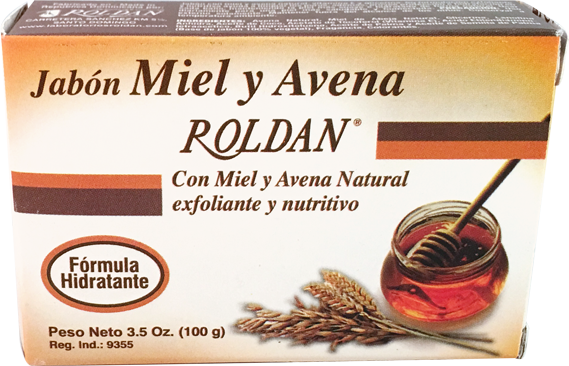 ROLDAN
Jabón Miel y Avena
ROLDAN®
Con Miel y Avena Natural
exfoliante y nutritivo
Fórmula
Hidratante
Peso Neto 3.5 Oz. (100 g)
Reg. Ind.: 9355